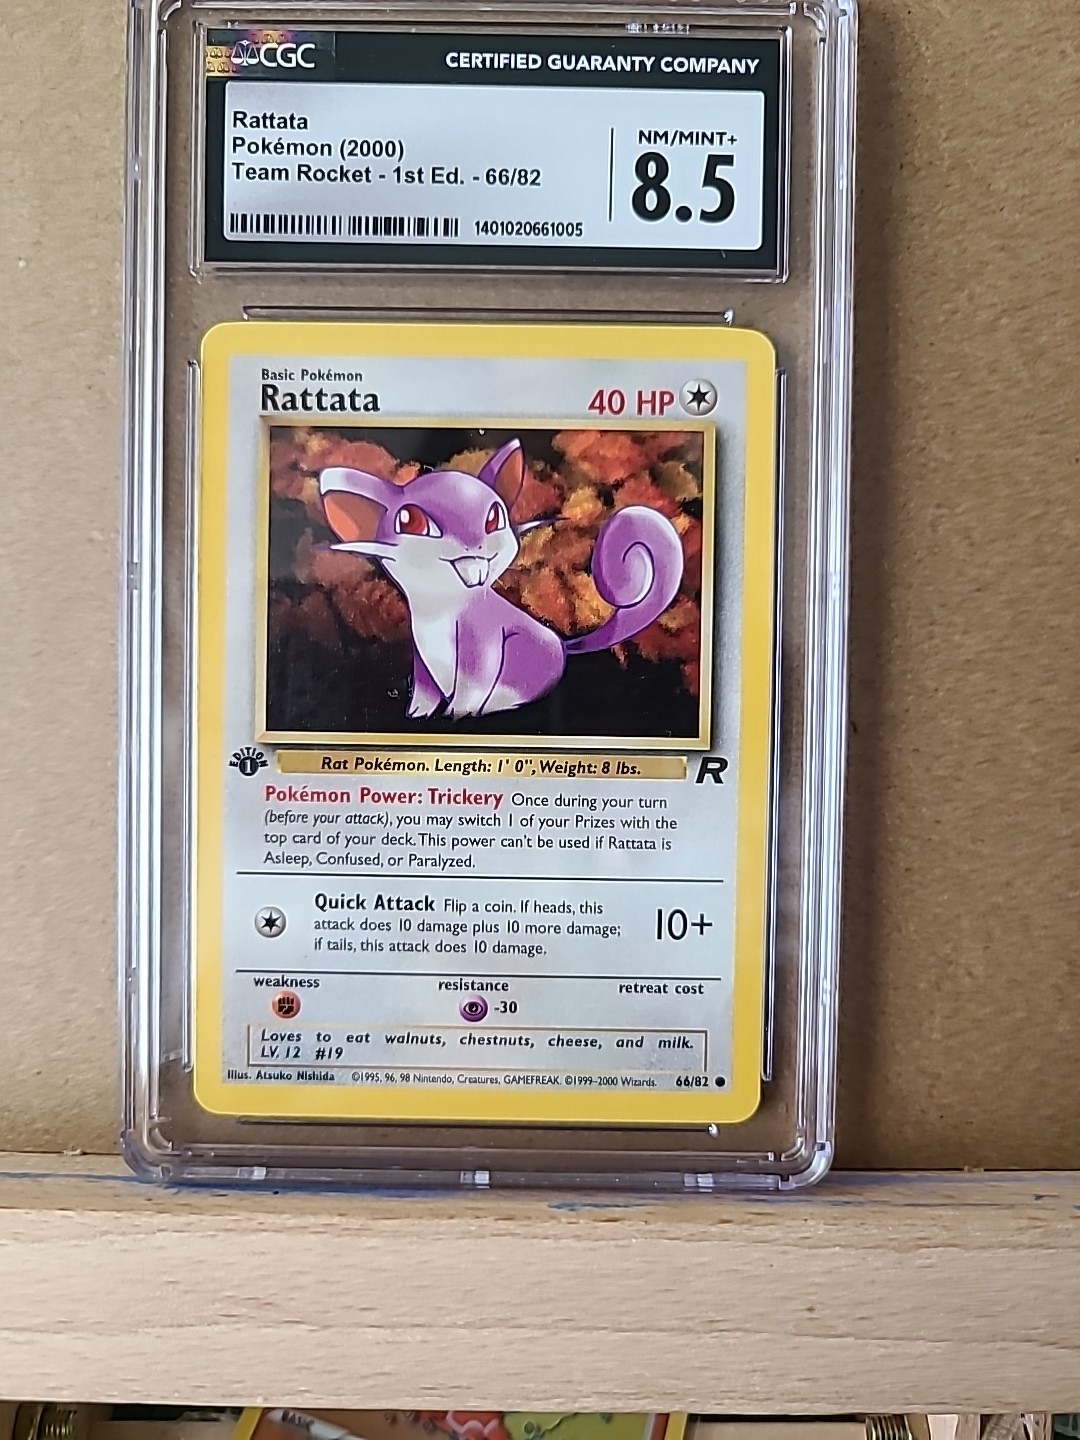 CGC
CERTIFIED GUARANTY COMPANY
Rattata
Pokémon (2000)
Team Rocket - 1st Ed. - 66/82
1401020661005
NM/MINT+
8.5
Basic Pokémon
Rattata
40 HP
EDITION
1
Rat Pokémon. Length: 1' 0", Weight: 8 lbs.
R
Pokémon Power: Trickery Once during your turn
(before your attack), you may switch 1 of your Prizes with the
top card of your deck. This power can't be used if Rattata is
Asleep, Confused, or Paralyzed.
Quick Attack Flip a coin. If heads, this
attack does 10 damage plus 10 more damage;
if tails, this attack does 10 damage.
10+
weakness
resistance
retreat cost
-30
Loves to eat walnuts, chestnuts, cheese, and milk.
LV. 12 #19
Illus. Atsuko Nishida ©1995, 96, 98 Nintendo, Creatures, GAMEFREAK. ©1999-2000 Wizards. 66/82
BASIC